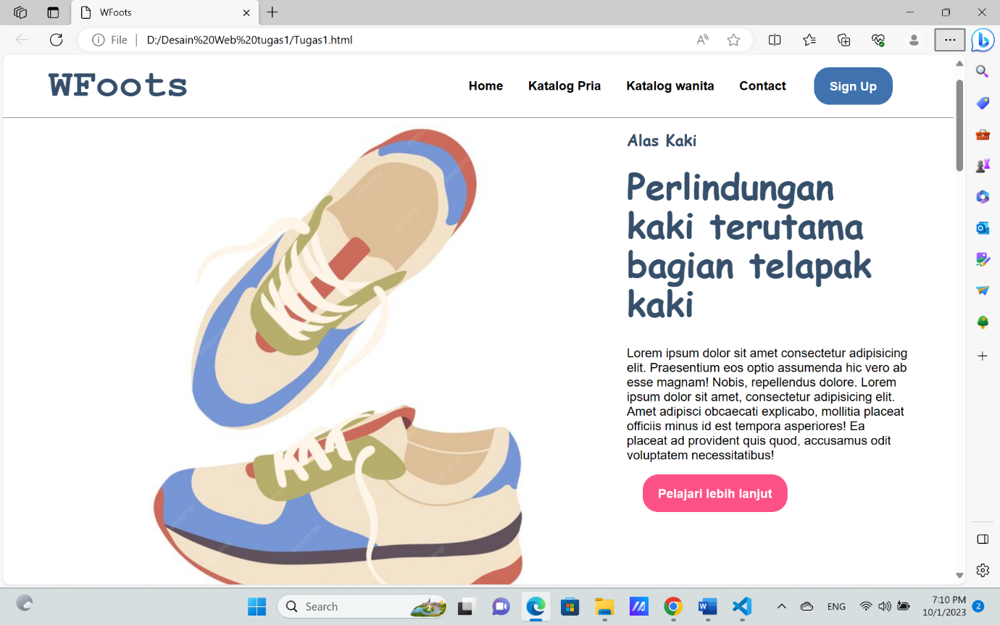 WFoots
File
D:/Desain%20Web%20tugas1/Tugas1.html
WFoots
Home
Katalog Pria
Katalog wanita
Contact
Sign Up
Alas Kaki
Perlindungan
kaki terutama
bagian telapak
kaki
Lorem ipsum dolor sit amet consectetur adipisicing
elit. Praesentium eos optio assumenda hic vero ab
esse magnam! Nobis, repellendus dolore. Lorem
ipsum dolor sit amet, consectetur adipisicing elit.
Amet adipisci obcaecati explicabo, mollitia placeat
officiis minus id est tempora asperiores! Ea
placeat ad provident quis quod, accusamus odit
voluptatem necessitatibus!
Pelajari lebih lanjut
Search
ENG
7:10 PM
10/1/2023
2